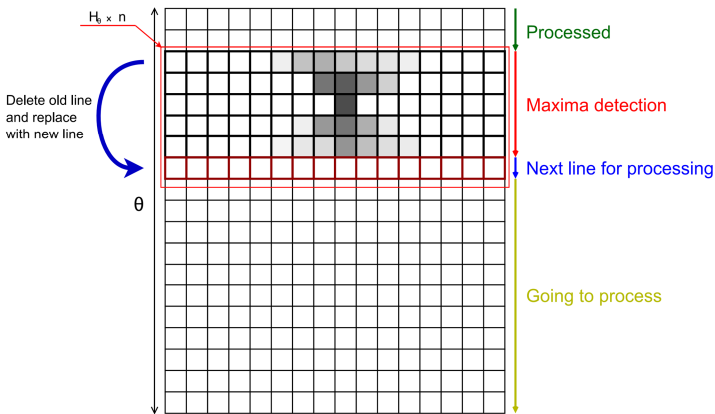 Hθ × n
Processed
Delete old line
and replace
with new line
Maxima detection
Next line for processing
θ
Going to process